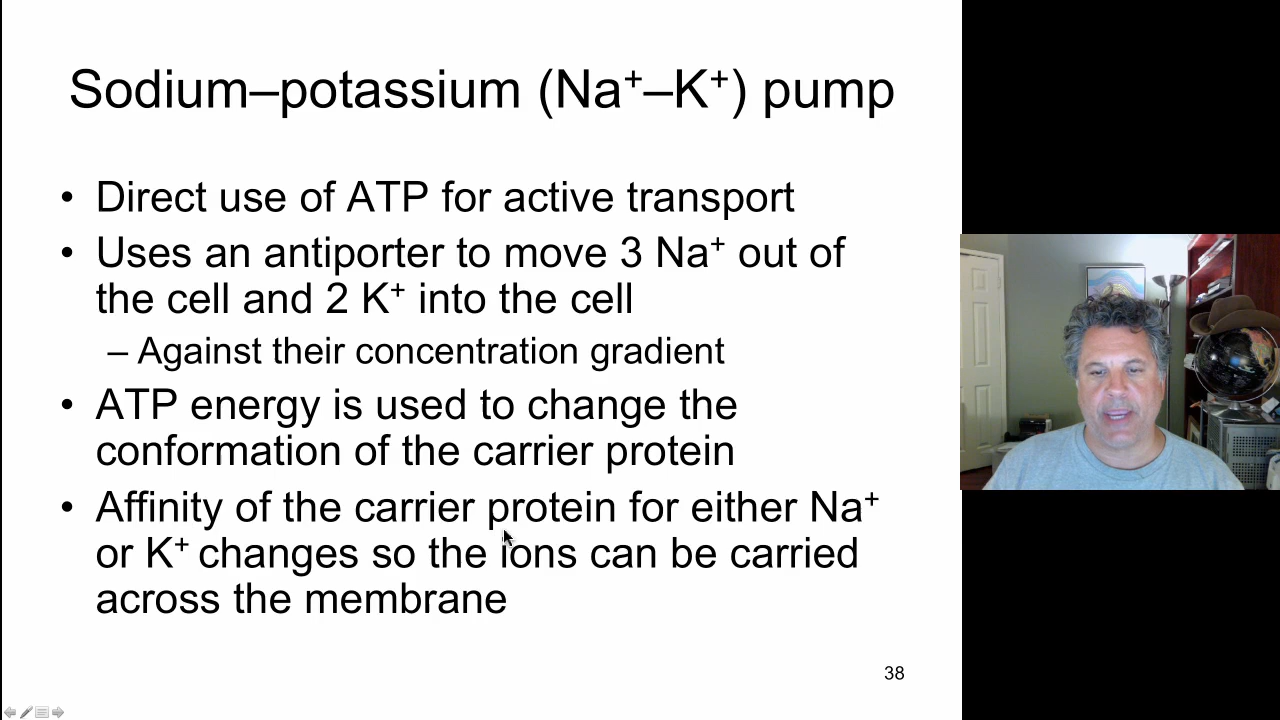 Sodium–potassium (Na⁺–K⁺) pump
• Direct use of ATP for active transport
• Uses an antiporter to move 3 Na⁺ out of
the cell and 2 K⁺ into the cell
– Against their concentration gradient
• ATP energy is used to change the
conformation of the carrier protein
• Affinity of the carrier protein for either Na⁺
or K⁺ changes so the ions can be carried
across the membrane
38